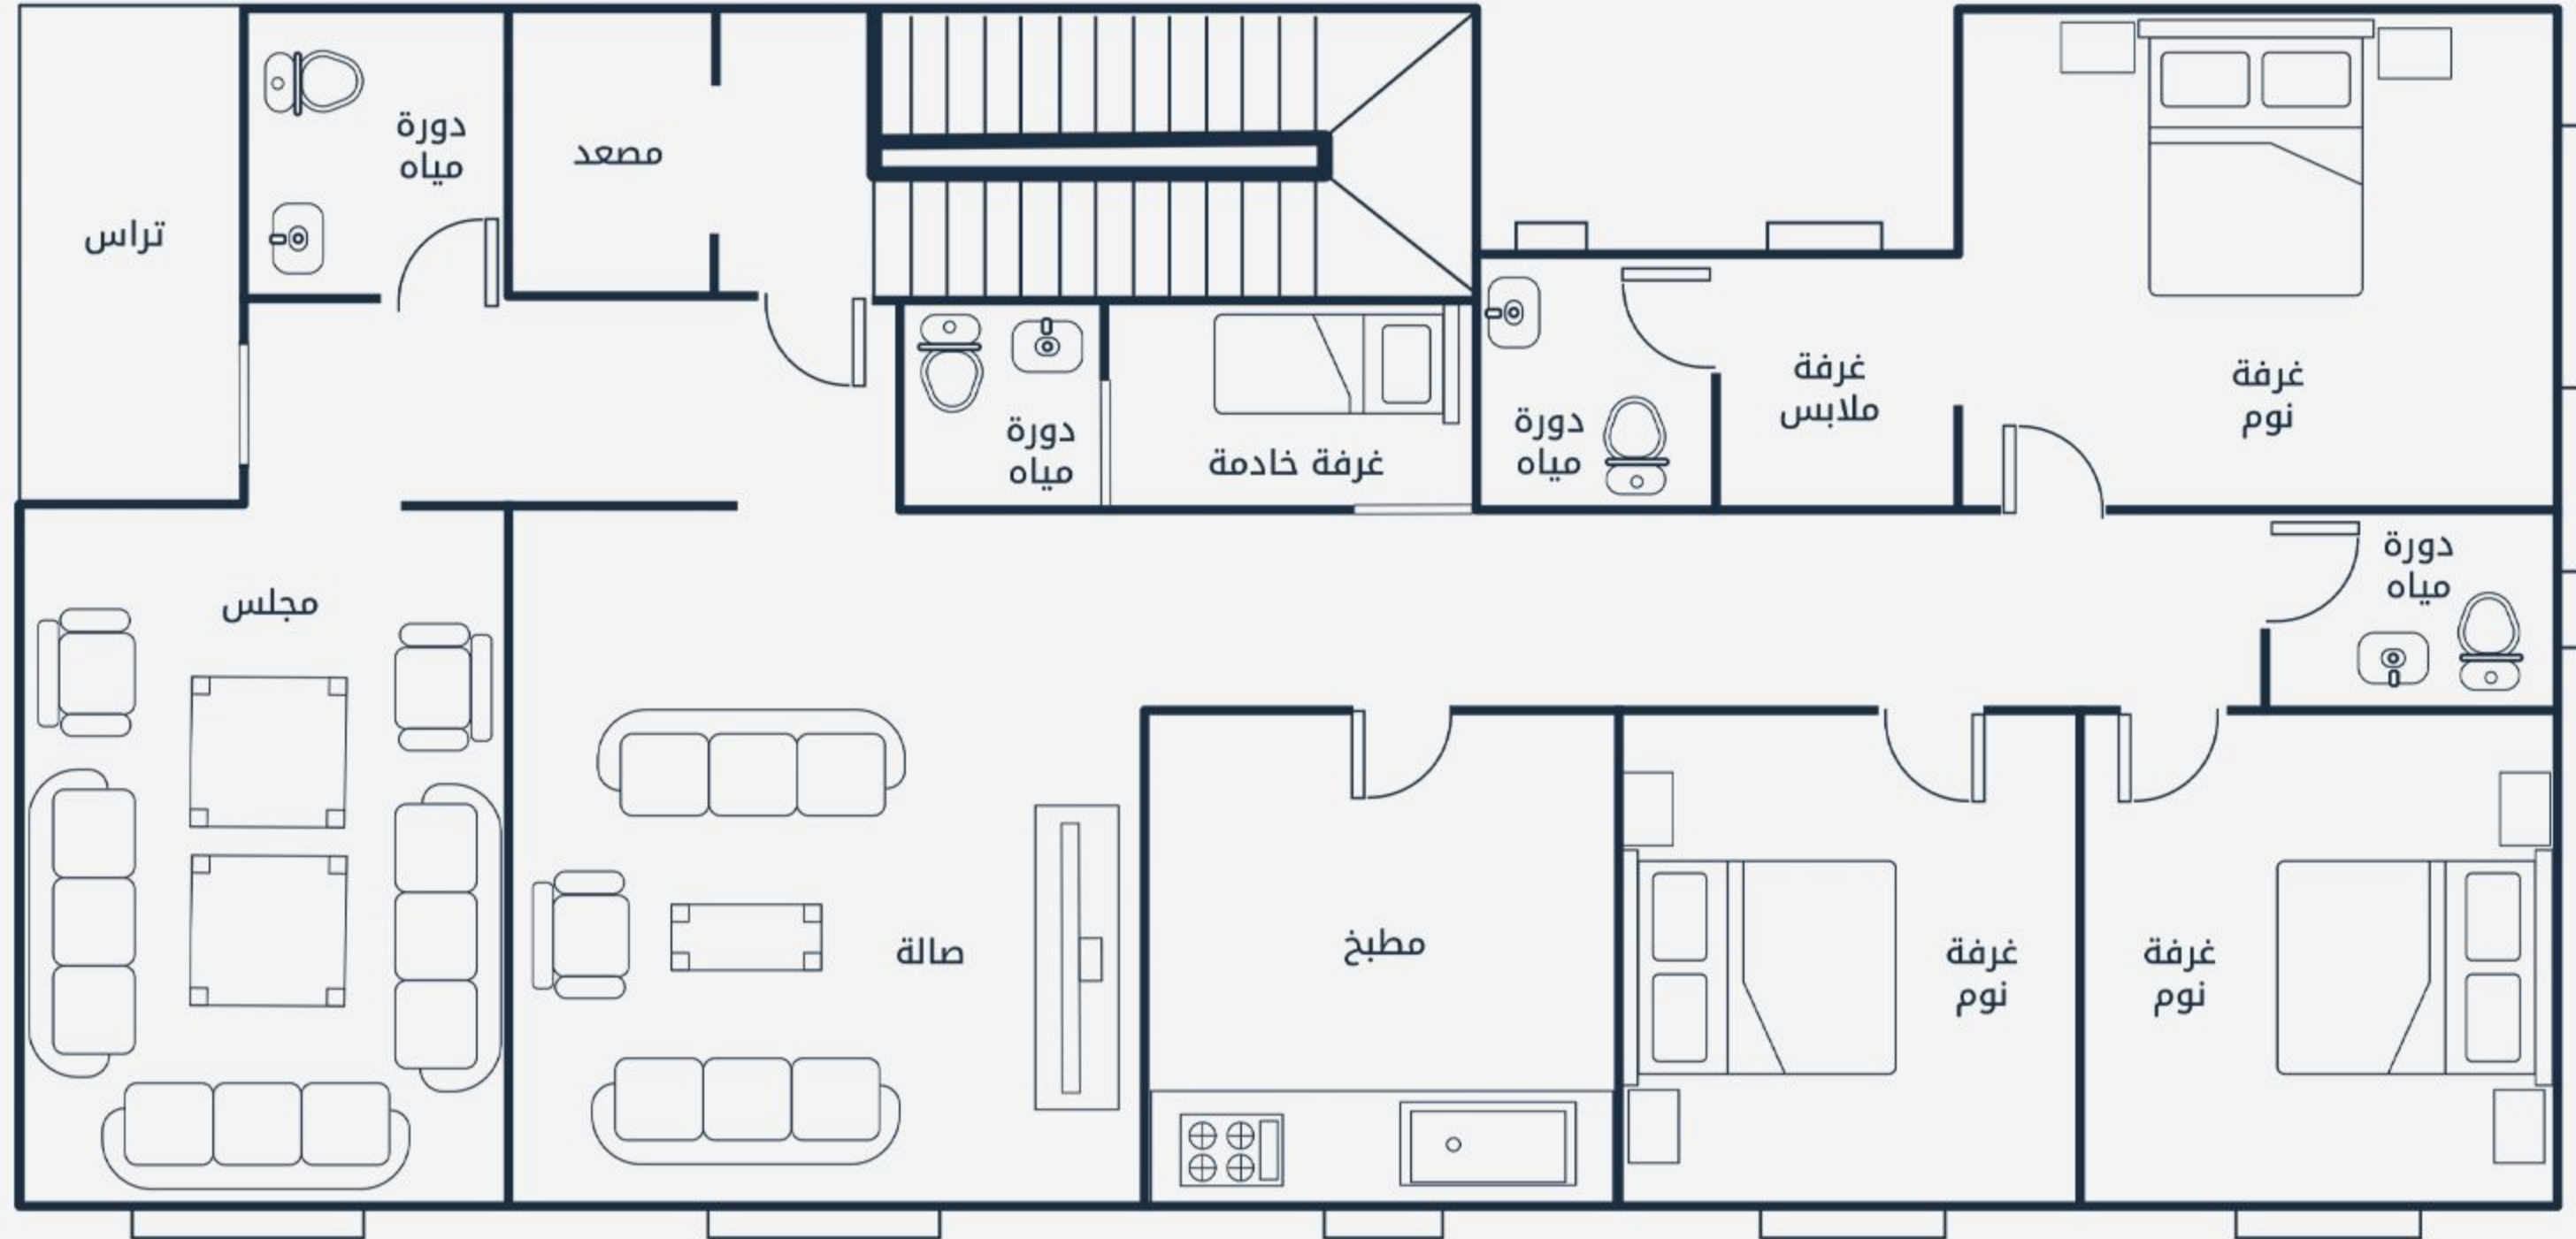 دورة
مياه
مصعد
تراس
غرفة
نوم
غرفة
ملابس
دورة
مياه
غرفة خادمة
دورة
مياه
دورة
مياه
مجلس
صالة
مطبخ
غرفة
نوم
غرفة
نوم